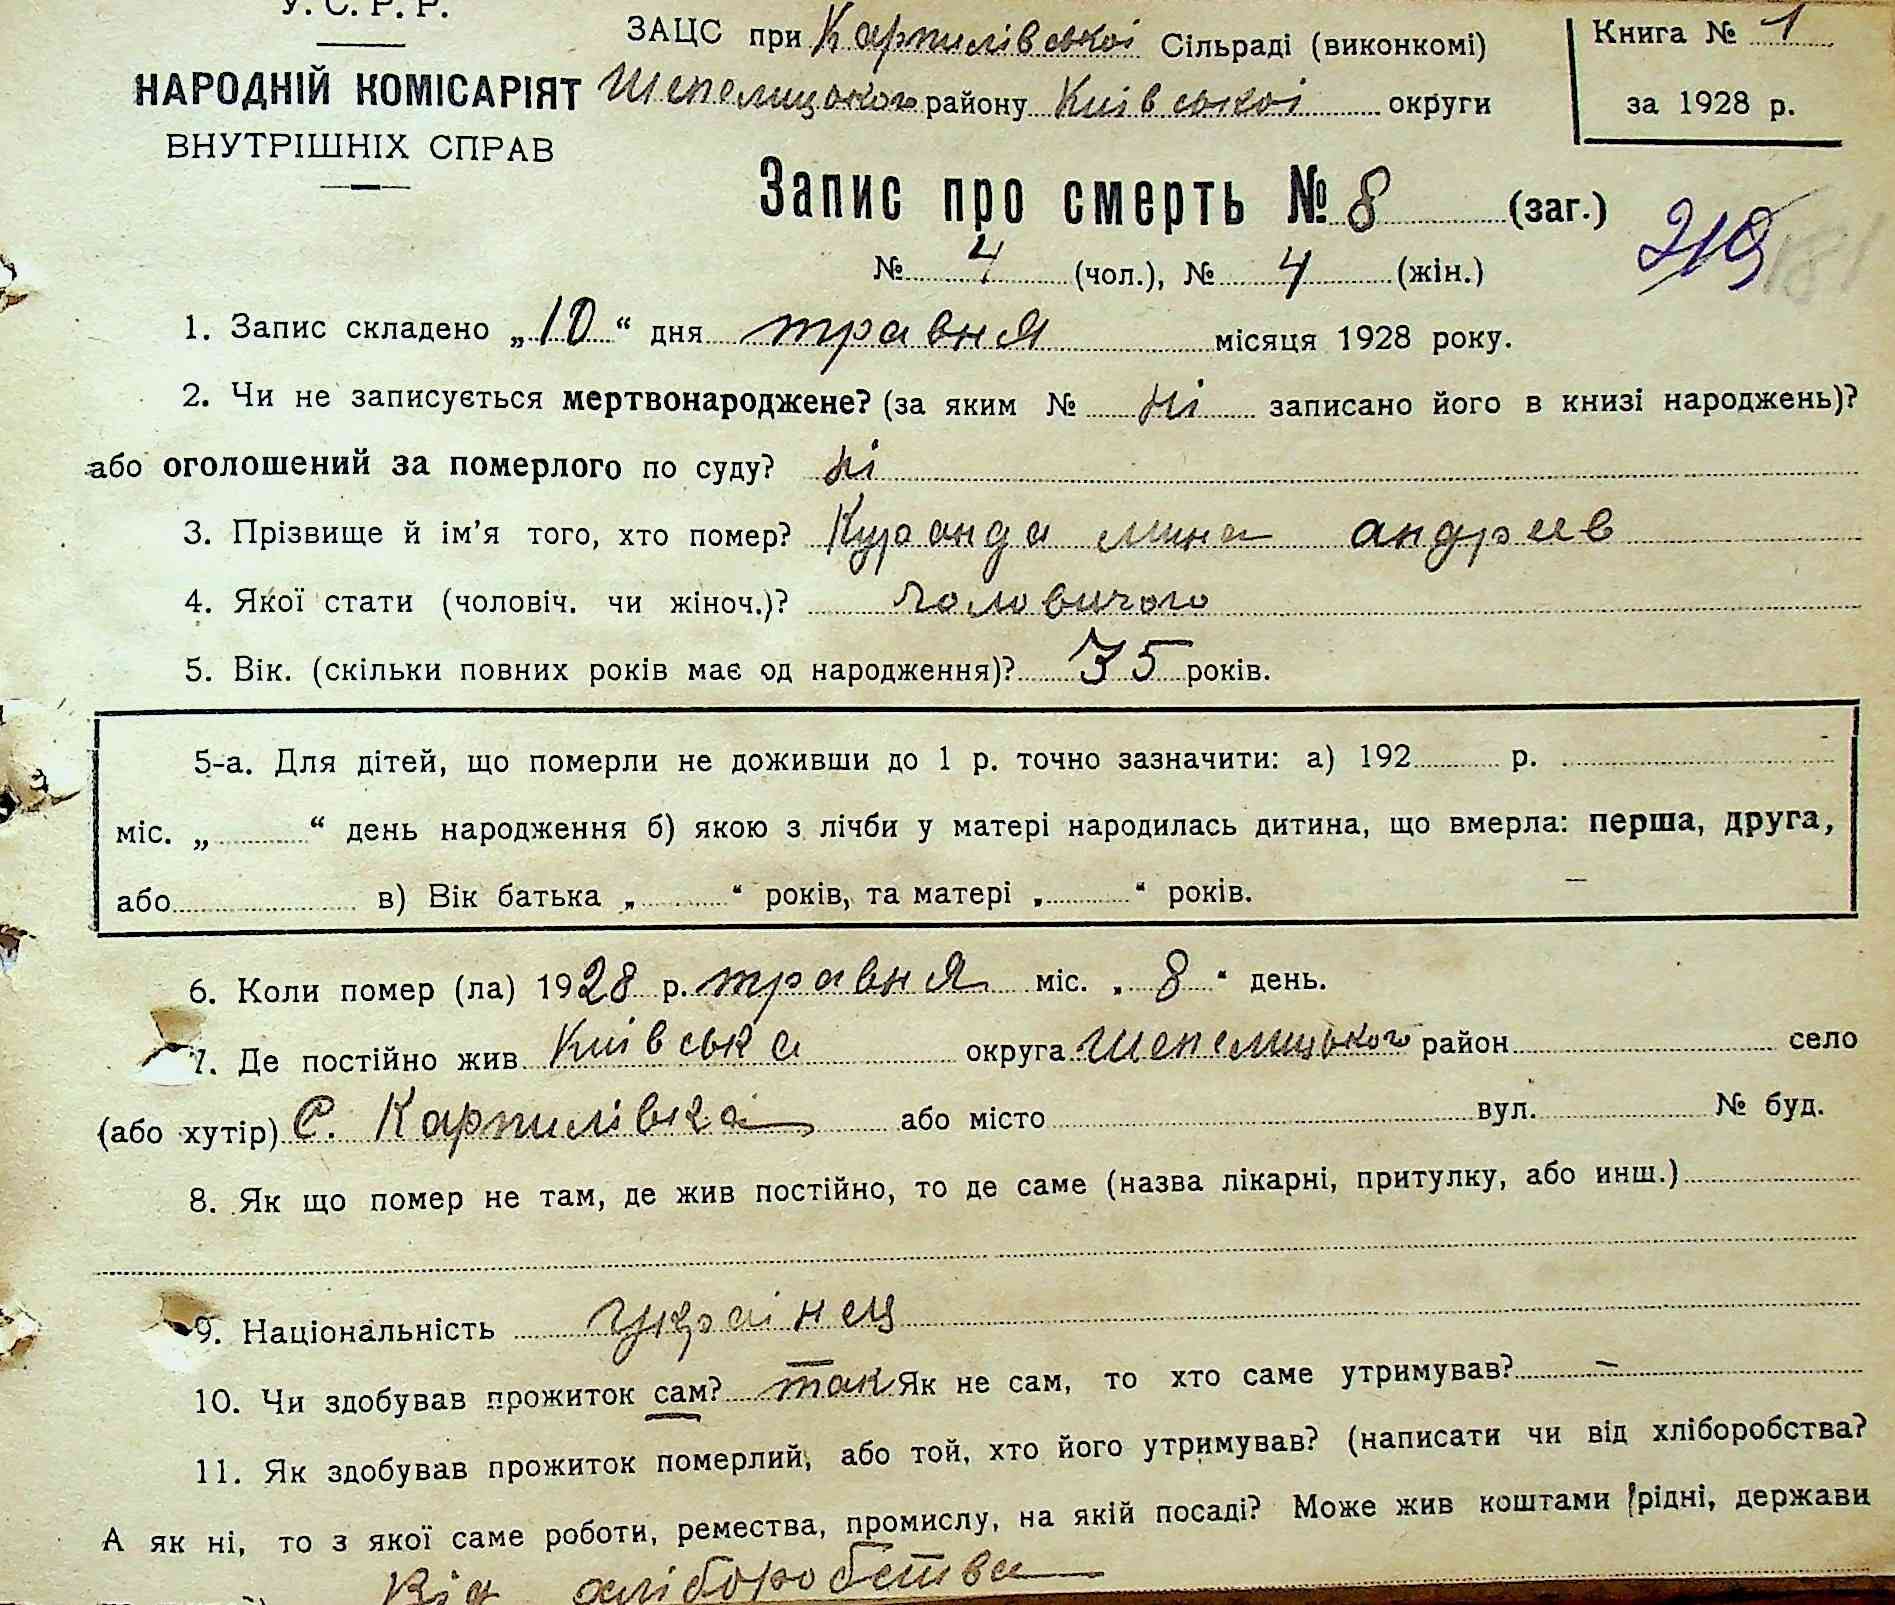 У. С. Р. Р.
НАРОДНІЙ КОМІСАРІЯТ
ВНУТРІШНІХ СПРАВ
ЗАЦС при Карпилівської Сільраді (виконкомі)
Шепелицького району Київської округи
Книга № 1
за 1928 р.
Запис про смерть № 8 (заг.)
219 181
№ 4 (чол.), № 4 (жін.)
1. Запис складено „10“ дня травня місяця 1928 року.
2. Чи не записується мертвонароджене? (за яким № ні записано його в книзі народжень)?
або оголошений за померлого по суду? ні
3. Прізвище й ім’я того, хто помер? Куранда мина андреев
4. Якої стати (чоловіч. чи жіноч.)? чоловичого
5. Вік. (скільки повних років має од народження)? 35 років.
5-а. Для дітей, що померли не доживши до 1 р. точно зазначити: а) 192 р.
міс. „ “ день народження б) якою з лічби у матері народилась дитина, що вмерла: перша, друга,
або в) Вік батька „ “ років, та матері „ “ років.
6. Коли помер (ла) 1928 р. травня міс. „8“ день.
7. Де постійно жив Київська округа Шепелицького район село
(або хутір) С. Карпилівка або місто вул. № буд.
8. Як що помер не там, де жив постійно, то де саме (назва лікарні, притулку, або инш.)
9. Національність українец
10. Чи здобував прожиток сам? так Як не сам, то хто саме утримував? –
11. Як здобував прожиток померлий, або той, хто його утримував? (написати чи від хліборобства?
А як ні, то з якої саме роботи, ремества, промислу, на якій посаді? Може жив коштами рідні, держави
Від хліборобства